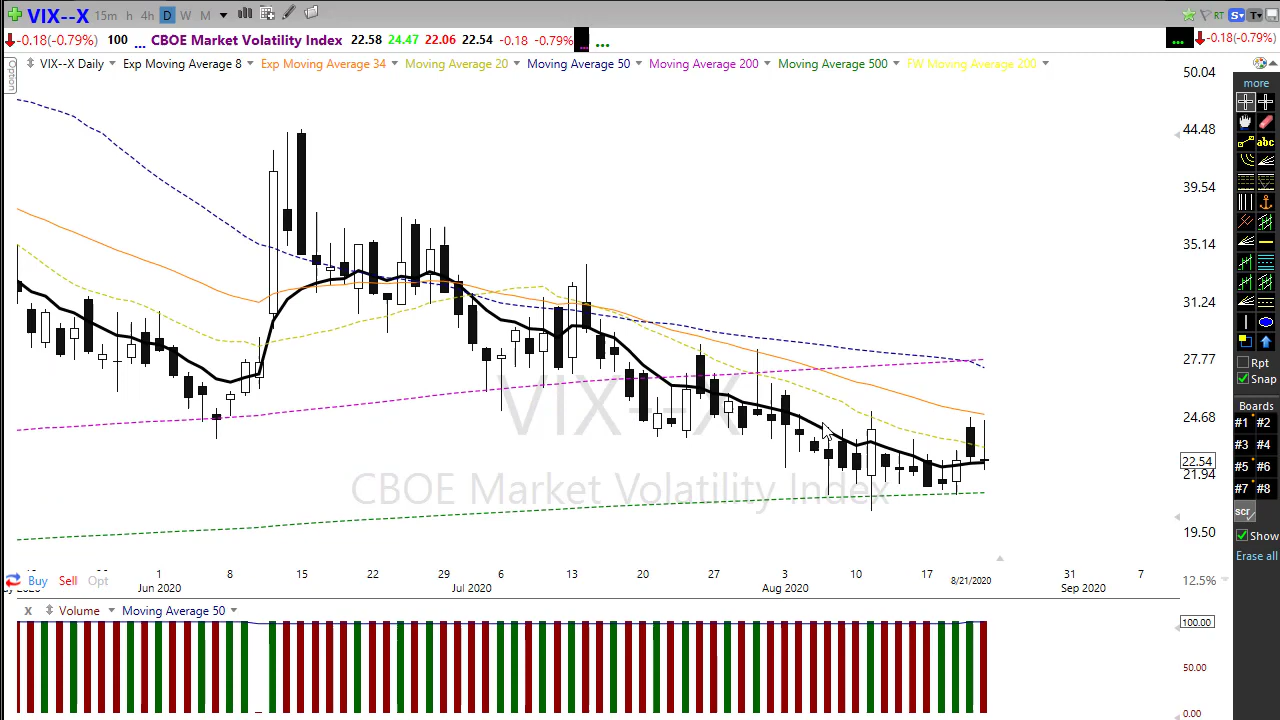 VIX--X 15m h 4h D W M RT S T
-0.18(-0.79%) 100 ... CBOE Market Volatility Index 22.58 24.47 22.06 22.54 -0.18 -0.79% ... ... -0.18(-0.79%)
Option VIX--X Daily Exp Moving Average 8 Exp Moving Average 34 Moving Average 20 Moving Average 50 Moving Average 200 Moving Average 500 FW Moving Average 200
50.04
44.48
39.54
35.14
31.24
27.77
24.68
22.54
21.94
19.50
12.5%
VIX--X
CBOE Market Volatility Index
1 8 15 22 29 6 13 20 27 3 10 17 8/21/2020 31 7
Buy Sell Opt
Jun 2020 Jul 2020 Aug 2020 Sep 2020
x Volume Moving Average 50
100.00
50.00
0.00
more
abc
Rpt
Snap
Boards
#1 #2
#3 #4
#5 #6
#7 #8
scr
Show
Erase all